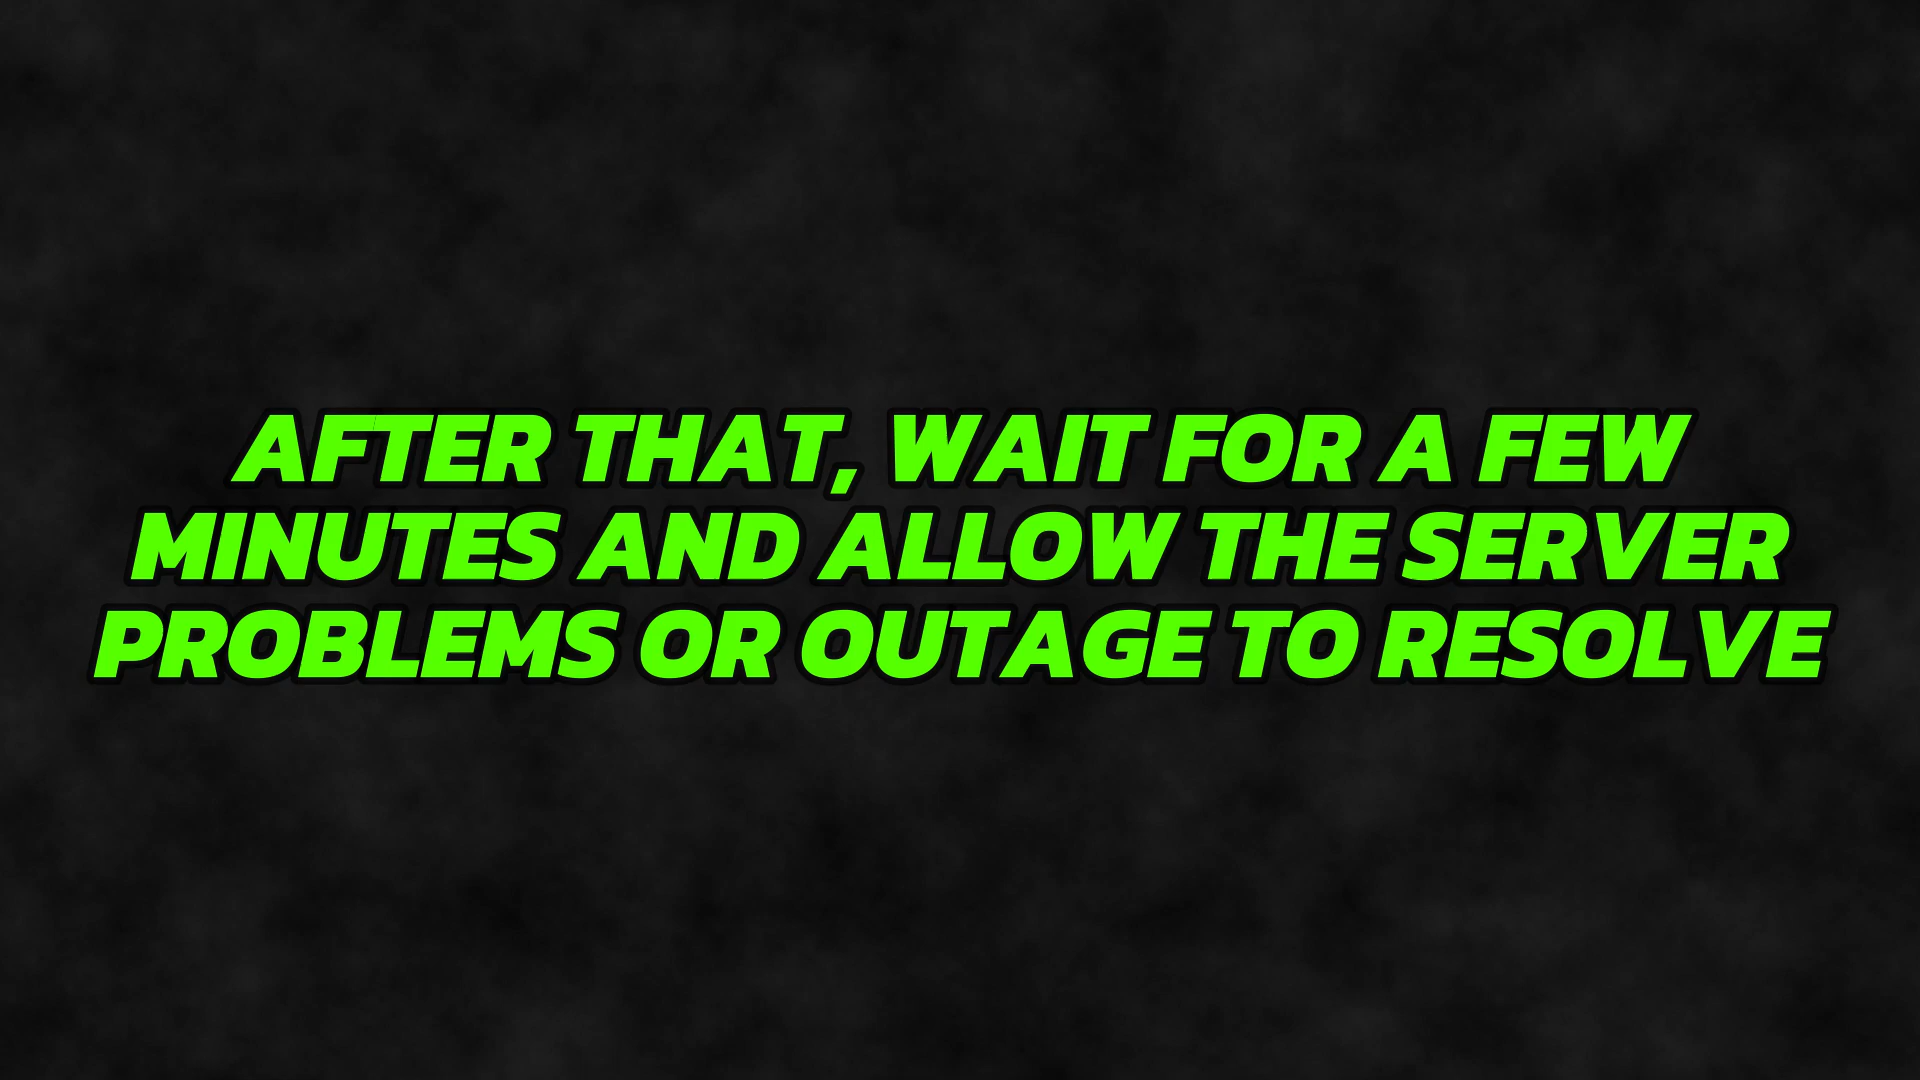 AFTER THAT, WAIT FOR A FEW
MINUTES AND ALLOW THE SERVER
PROBLEMS OR OUTAGE TO RESOLVE